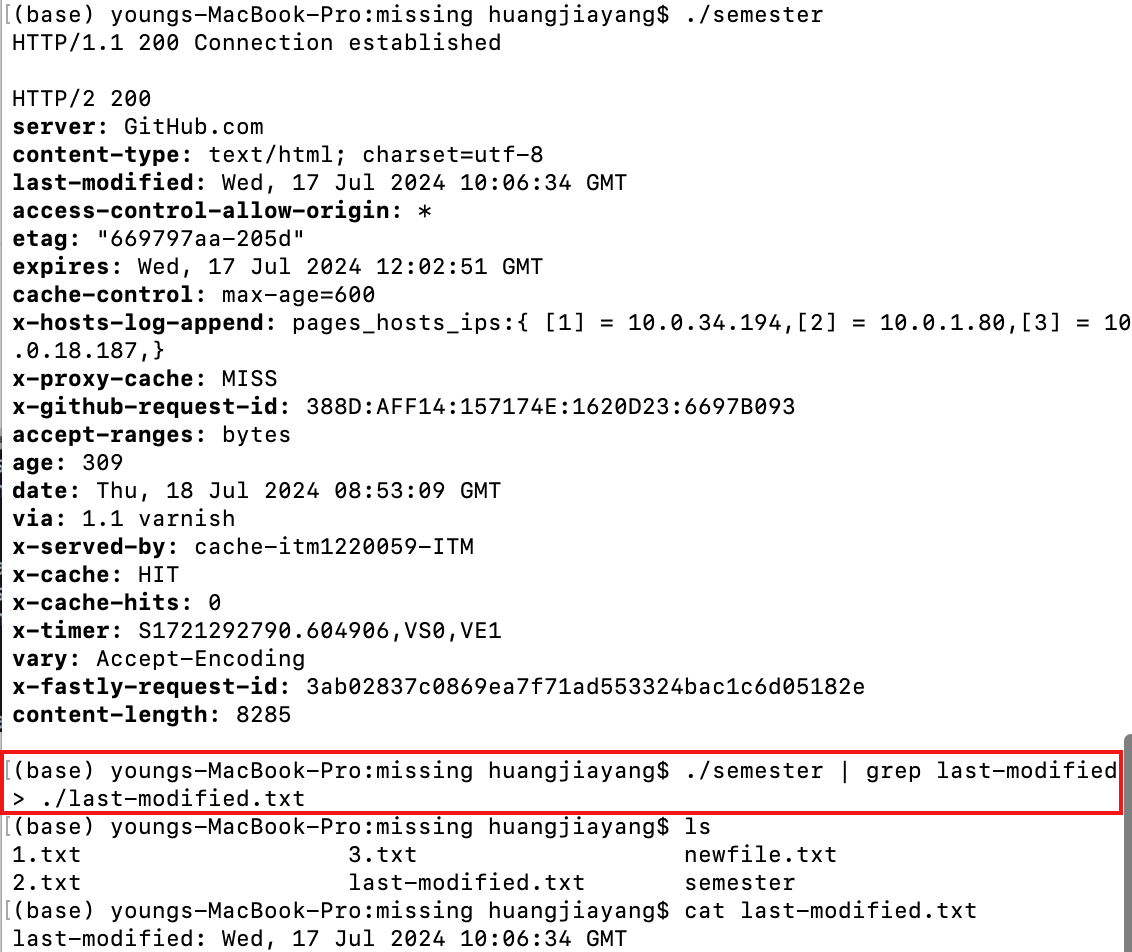 (base) youngs-MacBook-Pro:missing huangjiayang$ ./semester
HTTP/1.1 200 Connection established
HTTP/2 200
server: GitHub.com
content-type: text/html; charset=utf-8
last-modified: Wed, 17 Jul 2024 10:06:34 GMT
access-control-allow-origin: *
etag: "669797aa-205d"
expires: Wed, 17 Jul 2024 12:02:51 GMT
cache-control: max-age=600
x-hosts-log-append: pages_hosts_ips:{ [1] = 10.0.34.194,[2] = 10.0.1.80,[3] = 10
.0.18.187,}
x-proxy-cache: MISS
x-github-request-id: 388D:AFF14:157174E:1620D23:6697B093
accept-ranges: bytes
age: 309
date: Thu, 18 Jul 2024 08:53:09 GMT
via: 1.1 varnish
x-served-by: cache-itm1220059-ITM
x-cache: HIT
x-cache-hits: 0
x-timer: S1721292790.604906,VS0,VE1
vary: Accept-Encoding
x-fastly-request-id: 3ab02837c0869ea7f71ad553324bac1c6d05182e
content-length: 8285
(base) youngs-MacBook-Pro:missing huangjiayang$ ./semester | grep last-modified
> ./last-modified.txt
(base) youngs-MacBook-Pro:missing huangjiayang$ ls
1.txt 3.txt newfile.txt
2.txt last-modified.txt semester
(base) youngs-MacBook-Pro:missing huangjiayang$ cat last-modified.txt
last-modified: Wed, 17 Jul 2024 10:06:34 GMT